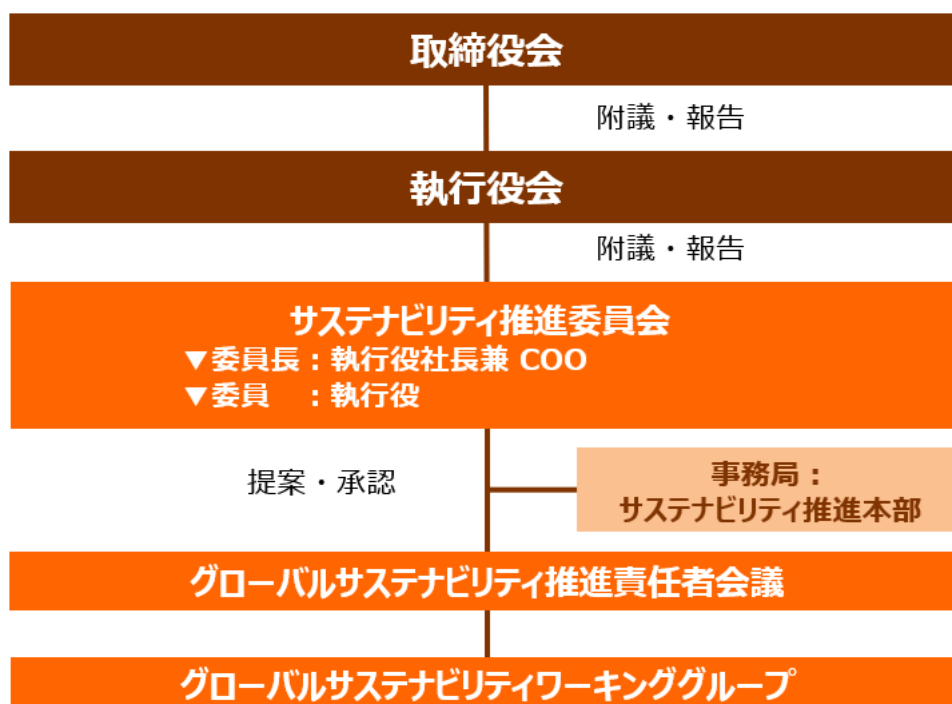 取締役会
附議・報告
執行役会
附議・報告
サステナビリティ推進委員会
▼委員長：執行役社長兼 COO
▼委員　：執行役
提案・承認
事務局：
サステナビリティ推進本部
グローバルサステナビリティ推進責任者会議
グローバルサステナビリティワーキンググループ